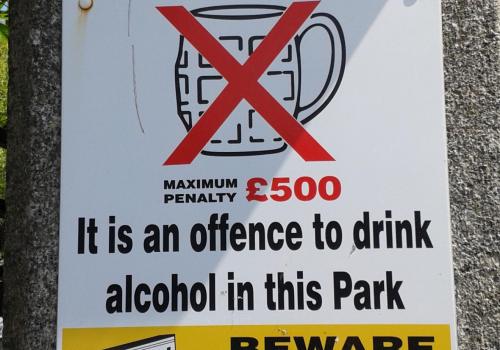 MAXIMUM
PENALTY £500
It is an offence to drink
alcohol in this Park
BEWARE